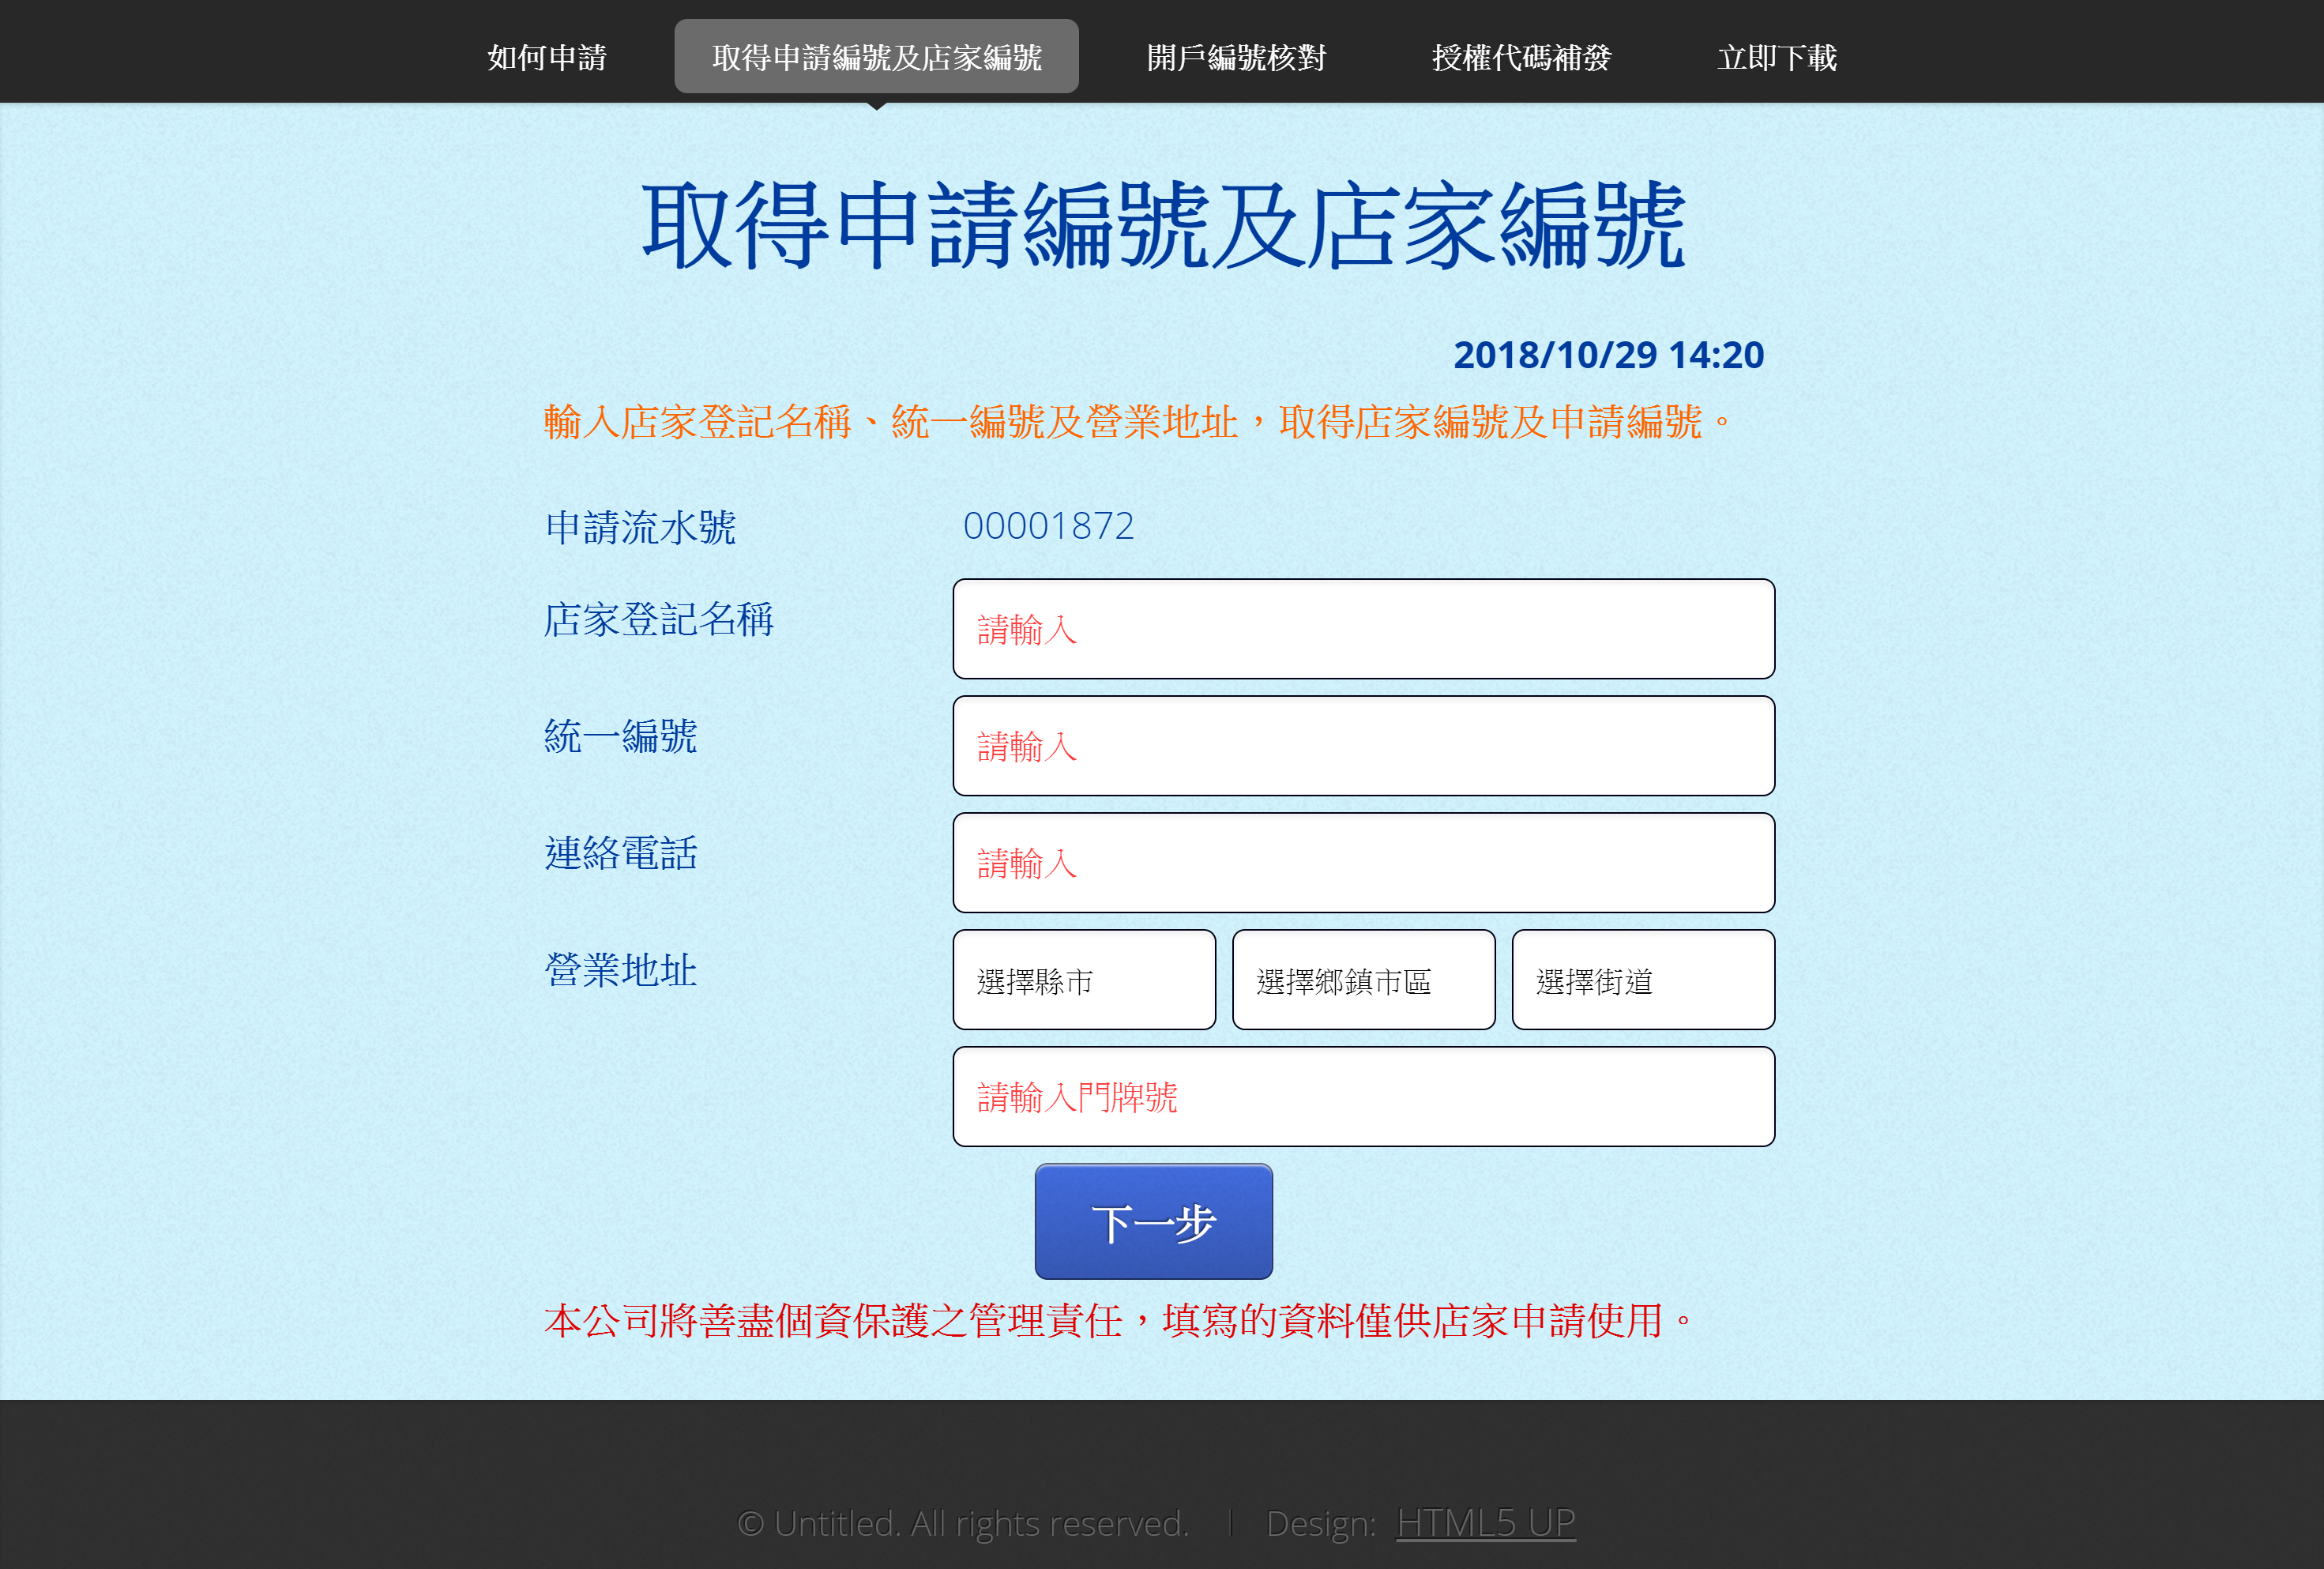 如何申請
取得申請編號及店家編號
開戶編號核對
授權代碼補發
立即下載
取得申請編號及店家編號
2018/10/29 14:20
輸入店家登記名稱、統一編號及營業地址，取得店家編號及申請編號。
申請流水號
00001872
店家登記名稱
請輸入
統一編號
請輸入
連絡電話
請輸入
營業地址
選擇縣市
選擇鄉鎮市區
選擇街道
請輸入門牌號
下一步
本公司將善盡個資保護之管理責任，填寫的資料僅供店家申請使用。
© Untitled. All rights reserved. | Design: HTML5 UP